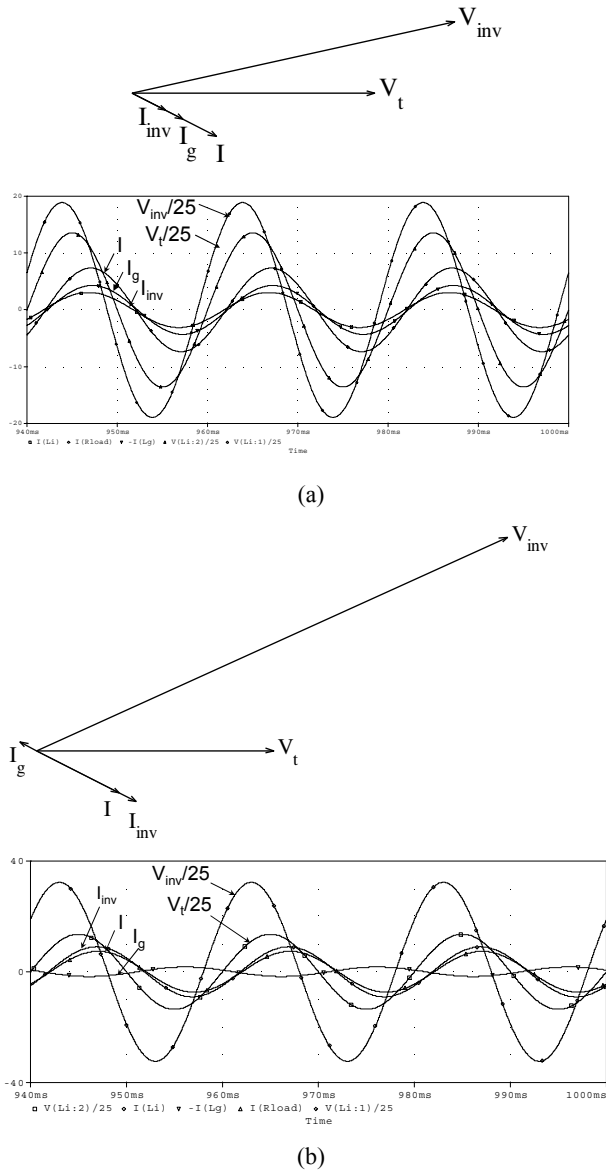 V_inv
V_t
I_inv
I_g
I
20
V_inv/25
V_t/25
I
I_g
I_inv
10
0
-10
-20
940ms 950ms 960ms 970ms 980ms 990ms 1000ms
I(Li) I(Rload) -I(Lg) V(Li:2)/25 V(Li:1)/25
Time
(a)
V_inv
I_g
V_t
I
I_inv
40
V_inv/25
I_inv
V_t/25
I
I_g
0
-40
940ms 950ms 960ms 970ms 980ms 990ms 1000ms
V(Li:2)/25 I(Li) -I(Lg) I(Rload) V(Li:1)/25
Time
(b)